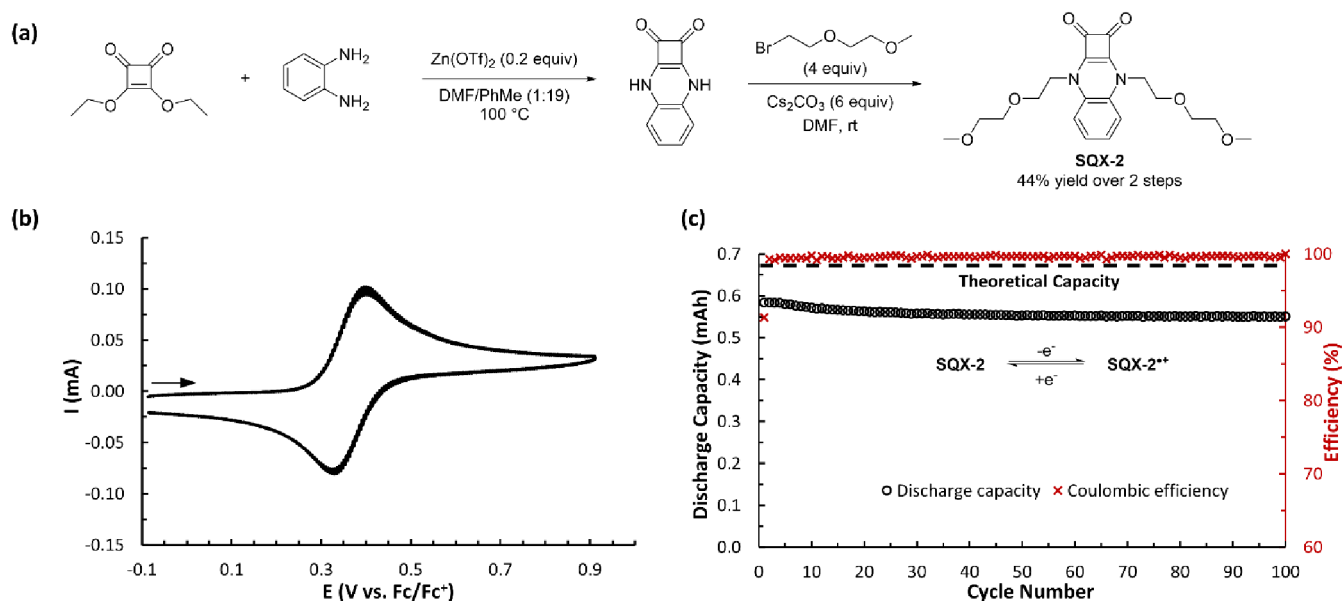 (a)
O O
O O
+
NH₂
NH₂
Zn(OTf)₂ (0.2 equiv)
DMF/PhMe (1:19)
100 °C
O O
HN NH
Br O O
(4 equiv)
Cs₂CO₃ (6 equiv)
DMF, rt
O O
N N
O O
O O
SQX-2
44% yield over 2 steps
(b)
0.15
0.10
0.05
0.00
-0.05
-0.10
-0.15
I (mA)
-0.1 0.1 0.3 0.5 0.7 0.9
E (V vs. Fc/Fc⁺)
(c)
0.7
0.6
0.5
0.4
0.3
0.2
0.1
0.0
Discharge Capacity (mAh)
Theoretical Capacity
SQX-2 -e⁻ SQX-2•⁺
+e⁻
Discharge capacity Coulombic efficiency
100
90
80
70
60
Efficiency (%)
0 10 20 30 40 50 60 70 80 90 100
Cycle Number